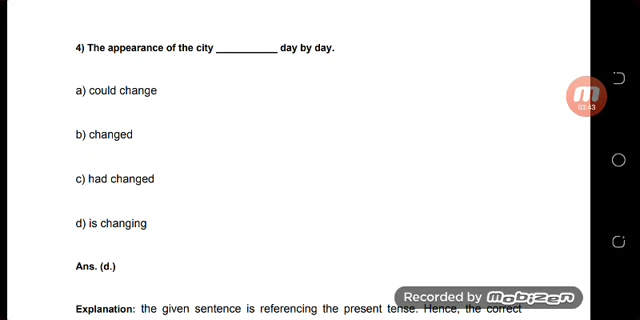 4) The appearance of the city ___________ day by day.
a) could change
b) changed
c) had changed
d) is changing
Ans. (d.)
Explanation: the given sentence is referencing the present tense. Hence, the correct
Recorded by mobizen
03:43